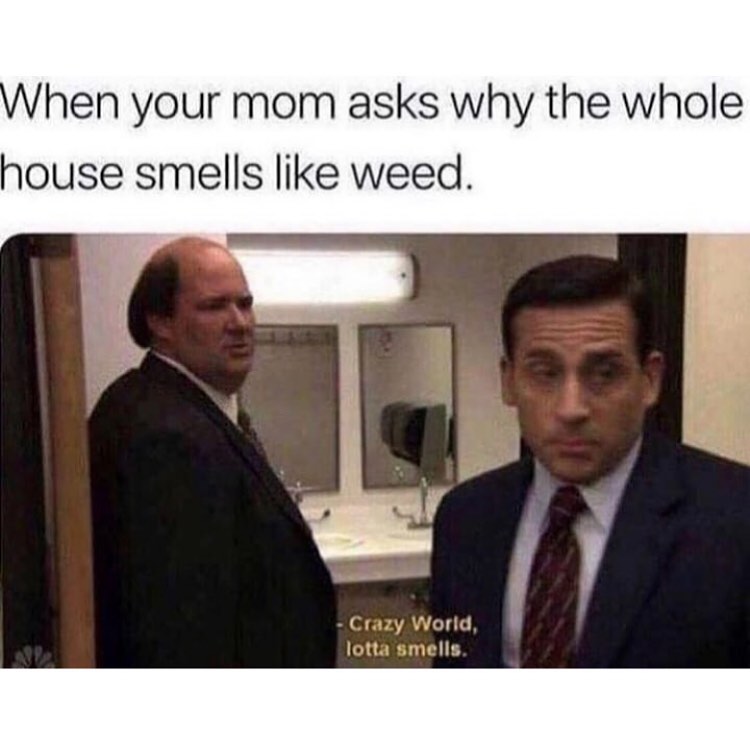 When your mom asks why the whole
house smells like weed.
- Crazy World,
lotta smells.